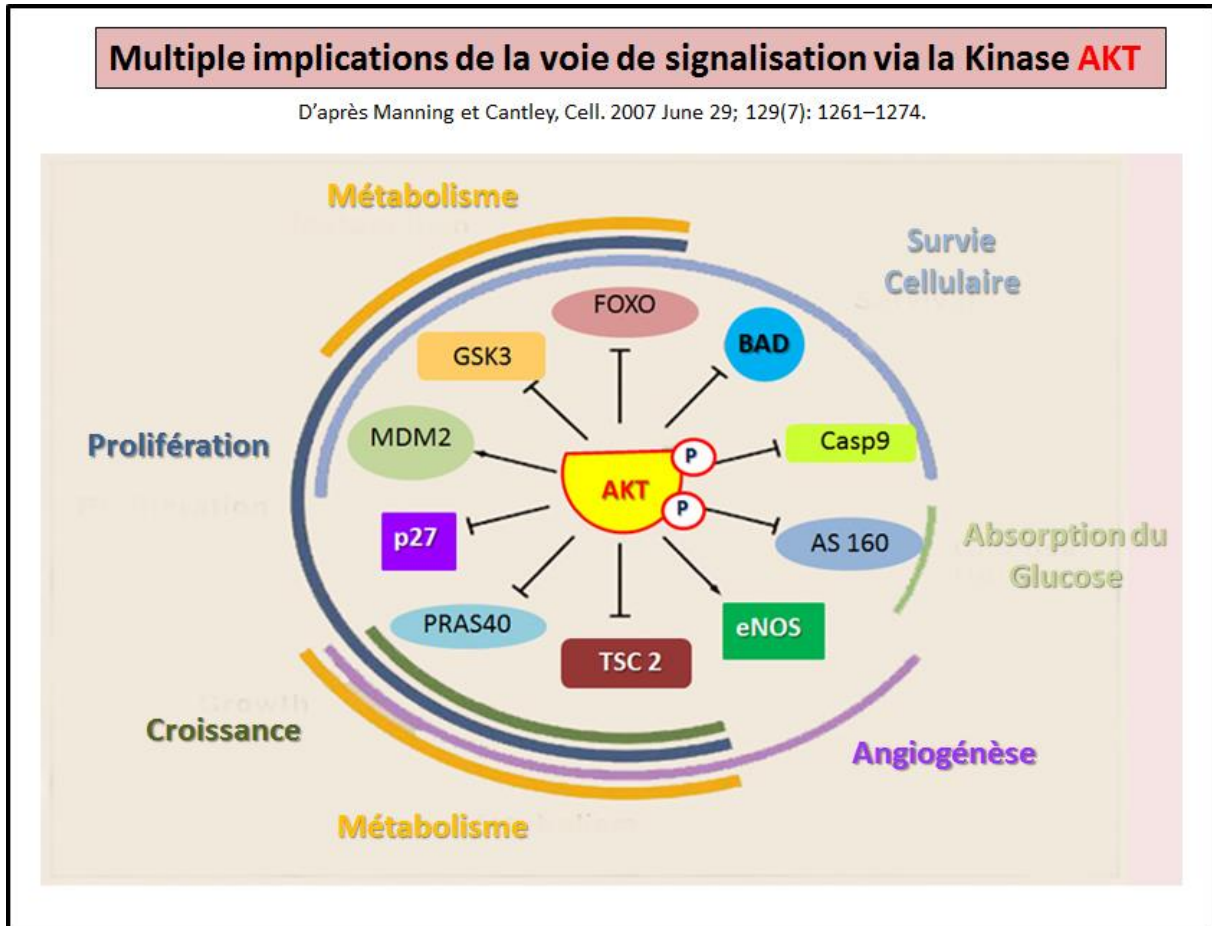 Multiple implications de la voie de signalisation via la Kinase AKT
D'après Manning et Cantley, Cell. 2007 June 29; 129(7): 1261–1274.
Métabolisme
Survie
Cellulaire
FOXO
BAD
GSK3
MDM2
Casp9
Prolifération
P
AKT
P
p27
AS 160
Absorption du
Glucose
PRAS40
eNOS
TSC 2
Growth
Croissance
Angiogénèse
Métabolisme